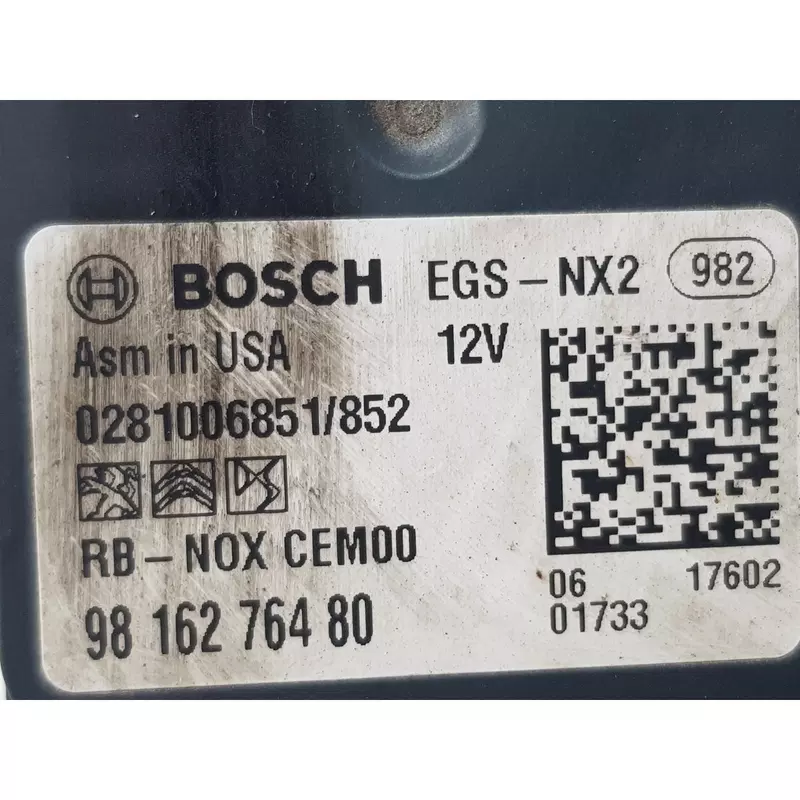 BOSCH EGS-NX2 982
Asm in USA 12V
0281006851/852
RB-NOX CEM00
98 162 764 80
06 17602
01733